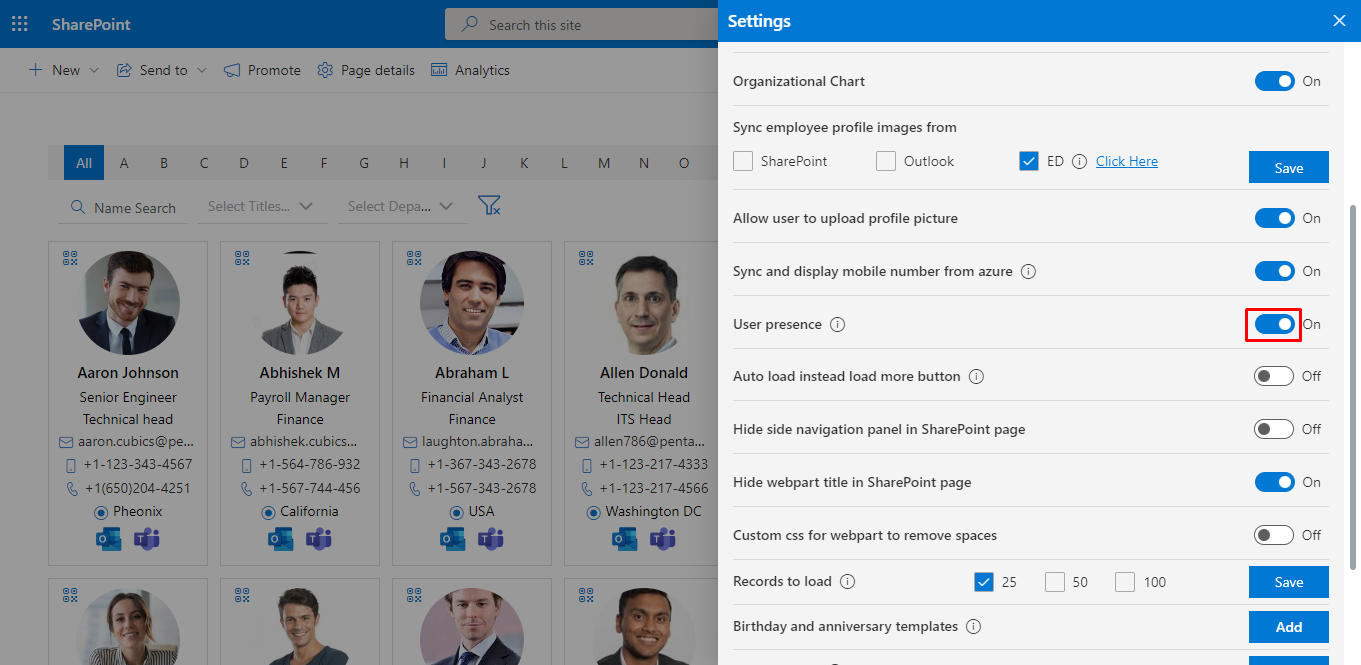 SharePoint
Search this site
New
Send to
Promote
Page details
Analytics
All A B C D E F G H I J K L M N O
Name Search
Select Titles...
Select Depa...
Aaron Johnson
Senior Engineer
Technical head
aaron.cubics@pe...
+1-123-343-4567
+1(650)204-4251
Pheonix
Abhishek M
Payroll Manager
Finance
abhishek.cubics...
+1-564-786-932
+1-567-744-456
California
Abraham L
Financial Analyst
Finance
laughton.abraha...
+1-367-343-2678
+1-567-343-2678
USA
Allen Donald
Technical Head
ITS Head
allen786@penta...
+1-123-217-4333
+1-123-217-4566
Washington DC
Settings
Organizational Chart On
Sync employee profile images from
SharePoint Outlook ED Click Here Save
Allow user to upload profile picture On
Sync and display mobile number from azure On
User presence On
Auto load instead load more button Off
Hide side navigation panel in SharePoint page Off
Hide webpart title in SharePoint page On
Custom css for webpart to remove spaces Off
Records to load 25 50 100 Save
Birthday and anniversary templates Add